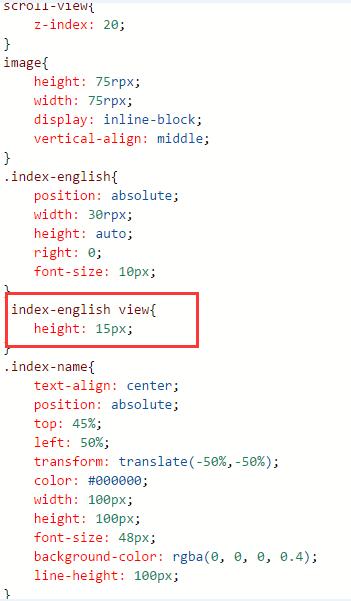 scroll-view{
    z-index: 20;
}
image{
    height: 75rpx;
    width: 75rpx;
    display: inline-block;
    vertical-align: middle;
}
.index-english{
    position: absolute;
    width: 30rpx;
    height: auto;
    right: 0;
    font-size: 10px;
}
index-english view{
    height: 15px;
}
.index-name{
    text-align: center;
    position: absolute;
    top: 45%;
    left: 50%;
    transform: translate(-50%,-50%);
    color: #000000;
    width: 100px;
    height: 100px;
    font-size: 48px;
    background-color: rgba(0, 0, 0, 0.4);
    line-height: 100px;
}